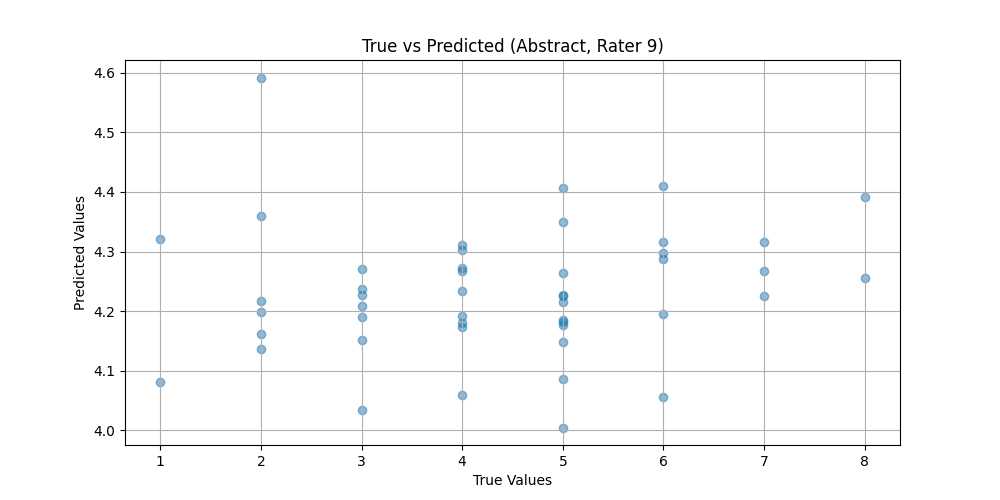 True vs Predicted (Abstract, Rater 9)
Predicted Values
4.6
4.5
4.4
4.3
4.2
4.1
4.0
1 2 3 4 5 6 7 8
True Values